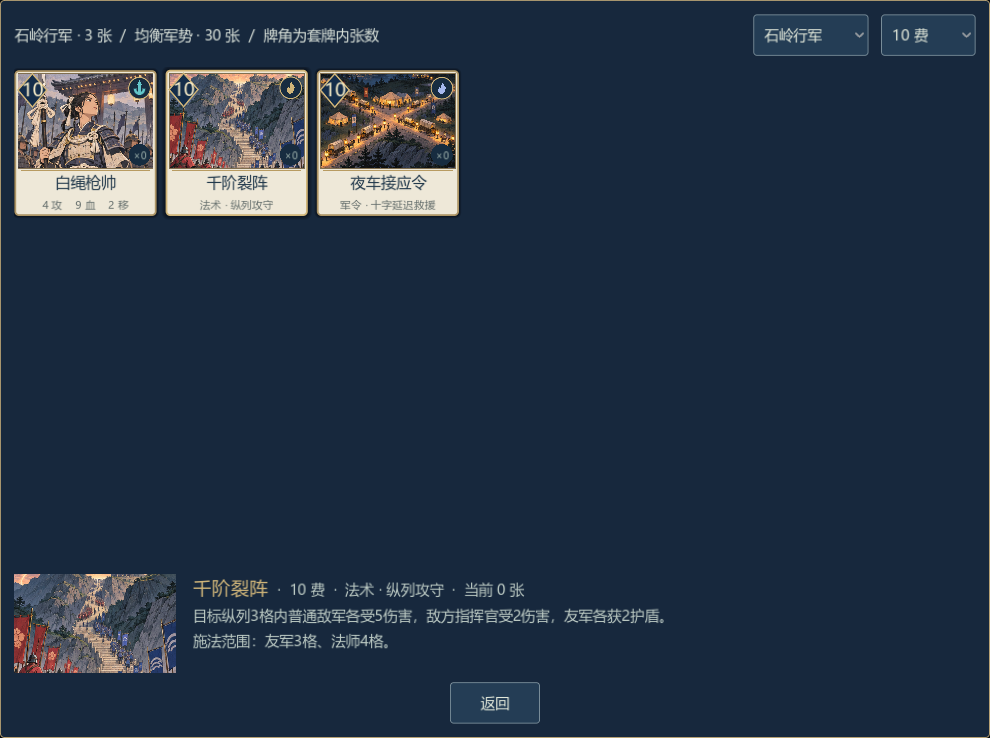 石岭行军 · 3 张 / 均衡军势 · 30 张 / 牌角为套牌内张数
石岭行军
10 费
10
×0
白绳枪帅
4 攻 9 血 2 移
10
×0
千阶裂阵
法术 · 纵列攻守
10
×0
夜车接应令
军令 · 十字延迟救援
千阶裂阵 · 10 费 · 法术 · 纵列攻守 · 当前 0 张
目标纵列3格内普通敌军各受5伤害，敌方指挥官受2伤害，友军各获2护盾。
施法范围：友军3格、法师4格。
返回